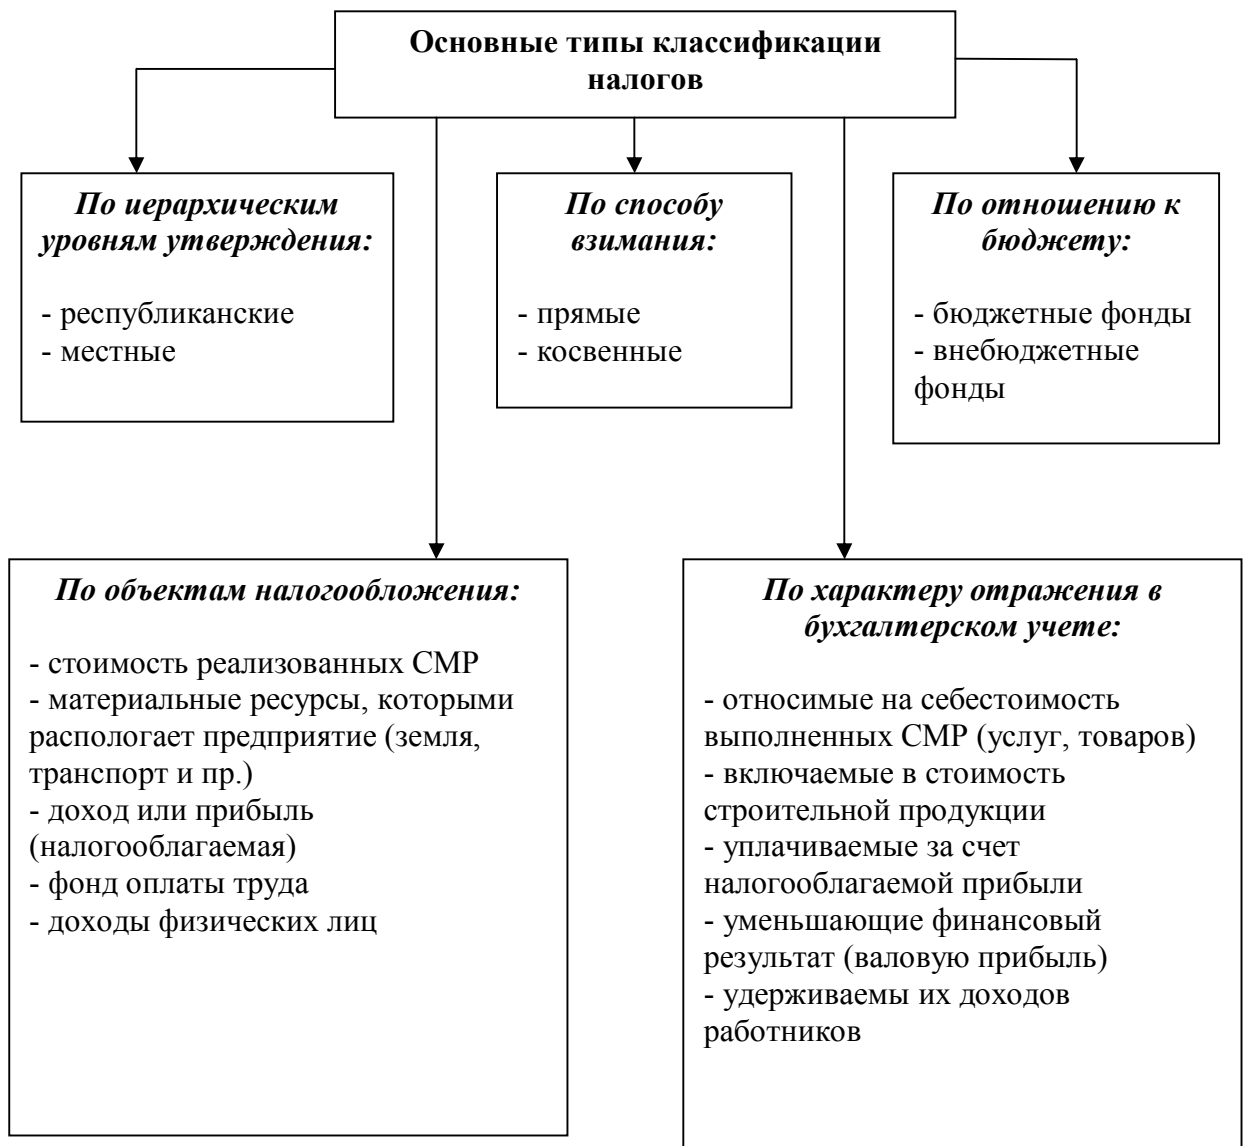 Основные типы классификации
налогов
По иерархическим
уровням утверждения:
- республиканские
- местные
По способу
взимания:
- прямые
- косвенные
По отношению к
бюджету:
- бюджетные фонды
- внебюджетные
фонды
По объектам налогообложения:
- стоимость реализованных СМР
- материальные ресурсы, которыми
распологает предприятие (земля,
транспорт и пр.)
- доход или прибыль
(налогооблагаемая)
- фонд оплаты труда
- доходы физических лиц
По характеру отражения в
бухгалтерском учете:
- относимые на себестоимость
выполненных СМР (услуг, товаров)
- включаемые в стоимость
строительной продукции
- уплачиваемые за счет
налогооблагаемой прибыли
- уменьшающие финансовый
результат (валовую прибыль)
- удерживаемы их доходов
работников